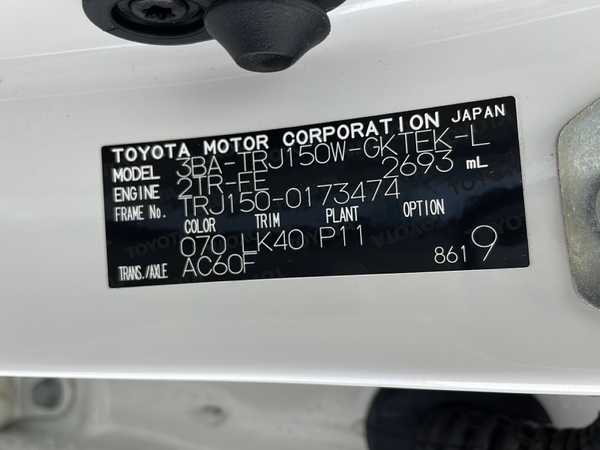 TOYOTA MOTOR CORPORATION JAPAN
MODEL 3BA-TRJ150W-GKTEK-L
ENGINE 2TR-FE 2693 mL
FRAME No. TRJ150-0173474
COLOR TRIM PLANT OPTION
070 LK40 P11
TRANS./AXLE AC60F
8619